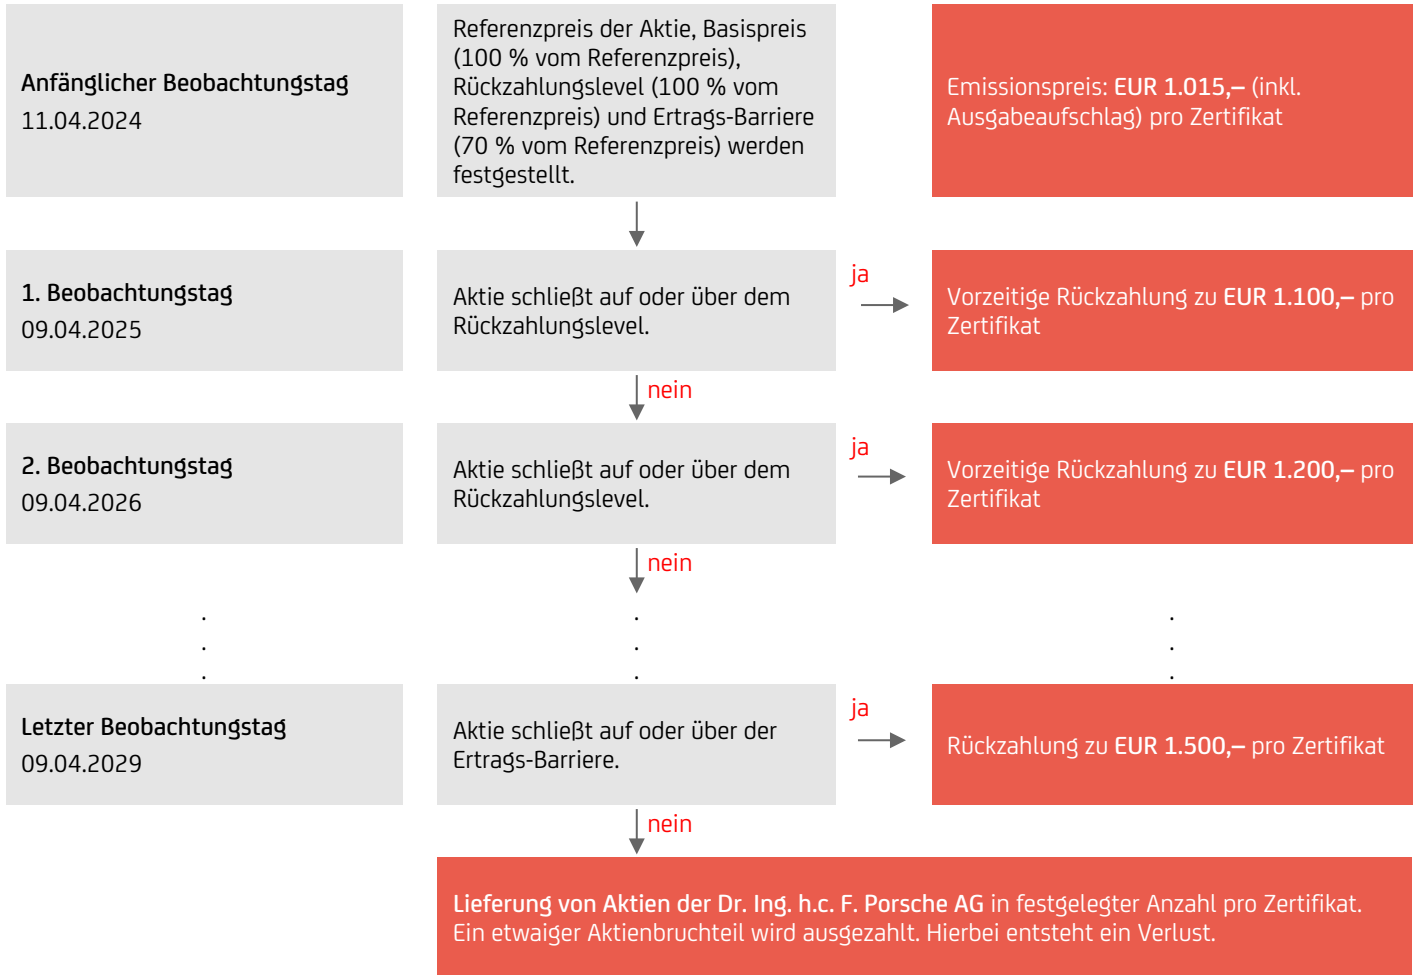 Anfänglicher Beobachtungstag
11.04.2024
Referenzpreis der Aktie, Basispreis
(100 % vom Referenzpreis),
Rückzahlungslevel (100 % vom
Referenzpreis) und Ertrags-Barriere
(70 % vom Referenzpreis) werden
festgestellt.
Emissionspreis: EUR 1.015,– (inkl.
Ausgabeaufschlag) pro Zertifikat
1. Beobachtungstag
09.04.2025
Aktie schließt auf oder über dem
Rückzahlungslevel.
ja
Vorzeitige Rückzahlung zu EUR 1.100,– pro
Zertifikat
nein
2. Beobachtungstag
09.04.2026
Aktie schließt auf oder über dem
Rückzahlungslevel.
ja
Vorzeitige Rückzahlung zu EUR 1.200,– pro
Zertifikat
nein
. . .
. . .
. . .
Letzter Beobachtungstag
09.04.2029
Aktie schließt auf oder über der
Ertrags-Barriere.
ja
Rückzahlung zu EUR 1.500,– pro Zertifikat
nein
Lieferung von Aktien der Dr. Ing. h.c. F. Porsche AG in festgelegter Anzahl pro Zertifikat.
Ein etwaiger Aktienbruchteil wird ausgezahlt. Hierbei entsteht ein Verlust.